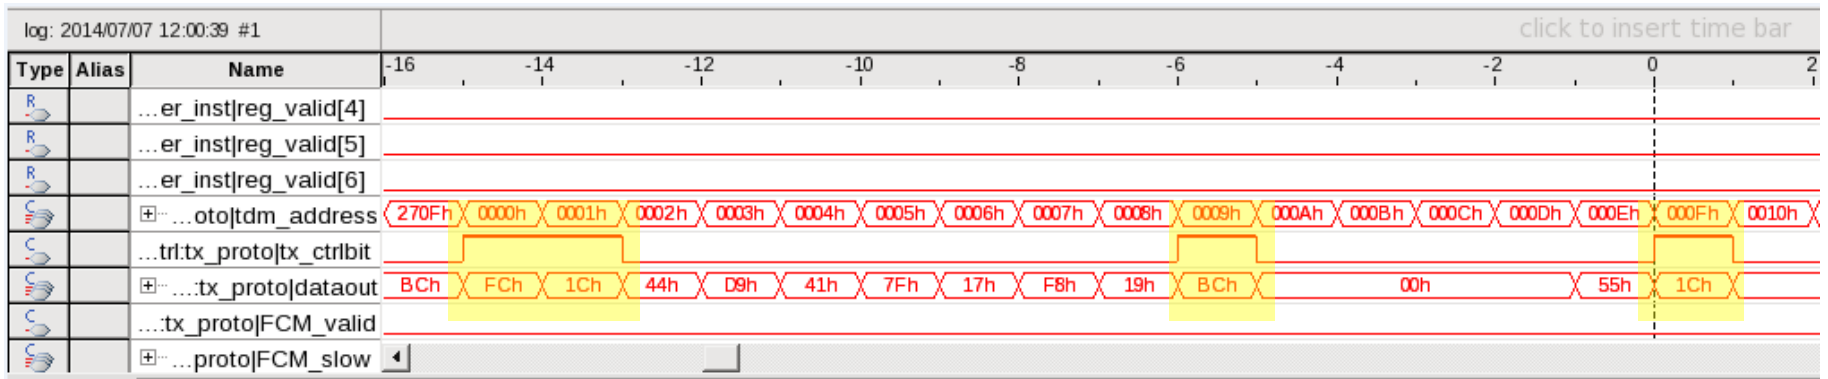 log: 2014/07/07 12:00:39 #1 click to insert time bar
Type Alias Name -16 -14 -12 -10 -8 -6 -4 -2 0 2
R ...er_inst|reg_valid[4]
R ...er_inst|reg_valid[5]
R ...er_inst|reg_valid[6]
C ...oto|tdm_address 270Fh 0000h 0001h 0002h 0003h 0004h 0005h 0006h 0007h 0008h 0009h 000Ah 000Bh 000Ch 000Dh 000Eh 000Fh 0010h
C ...trl:tx_proto|tx_ctrlbit
C ...:tx_proto|dataout BCh FCh 1Ch 44h D9h 41h 7Fh 17h F8h 19h BCh 00h 55h 1Ch
C ...:tx_proto|FCM_valid
C ...proto|FCM_slow